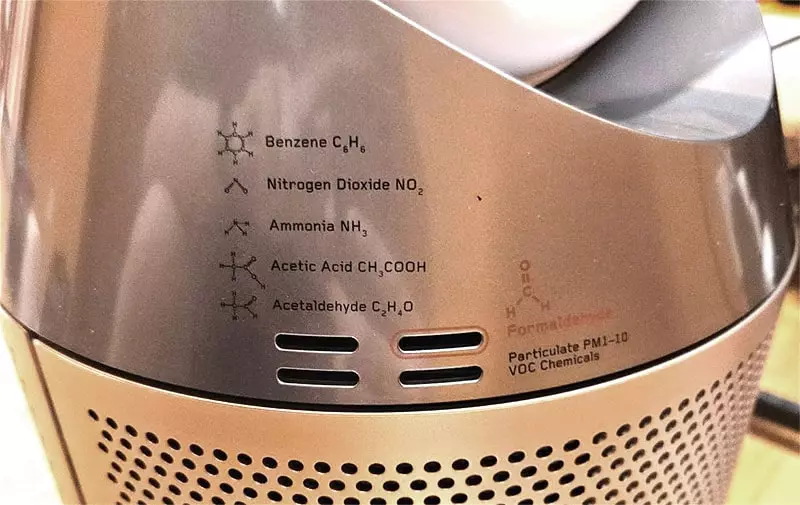 Benzene C₆H₆
Nitrogen Dioxide NO₂
Ammonia NH₃
Acetic Acid CH₃COOH
Acetaldehyde C₂H₄O
O
C
H H
Formaldehyde
Particulate PM1-10
VOC Chemicals